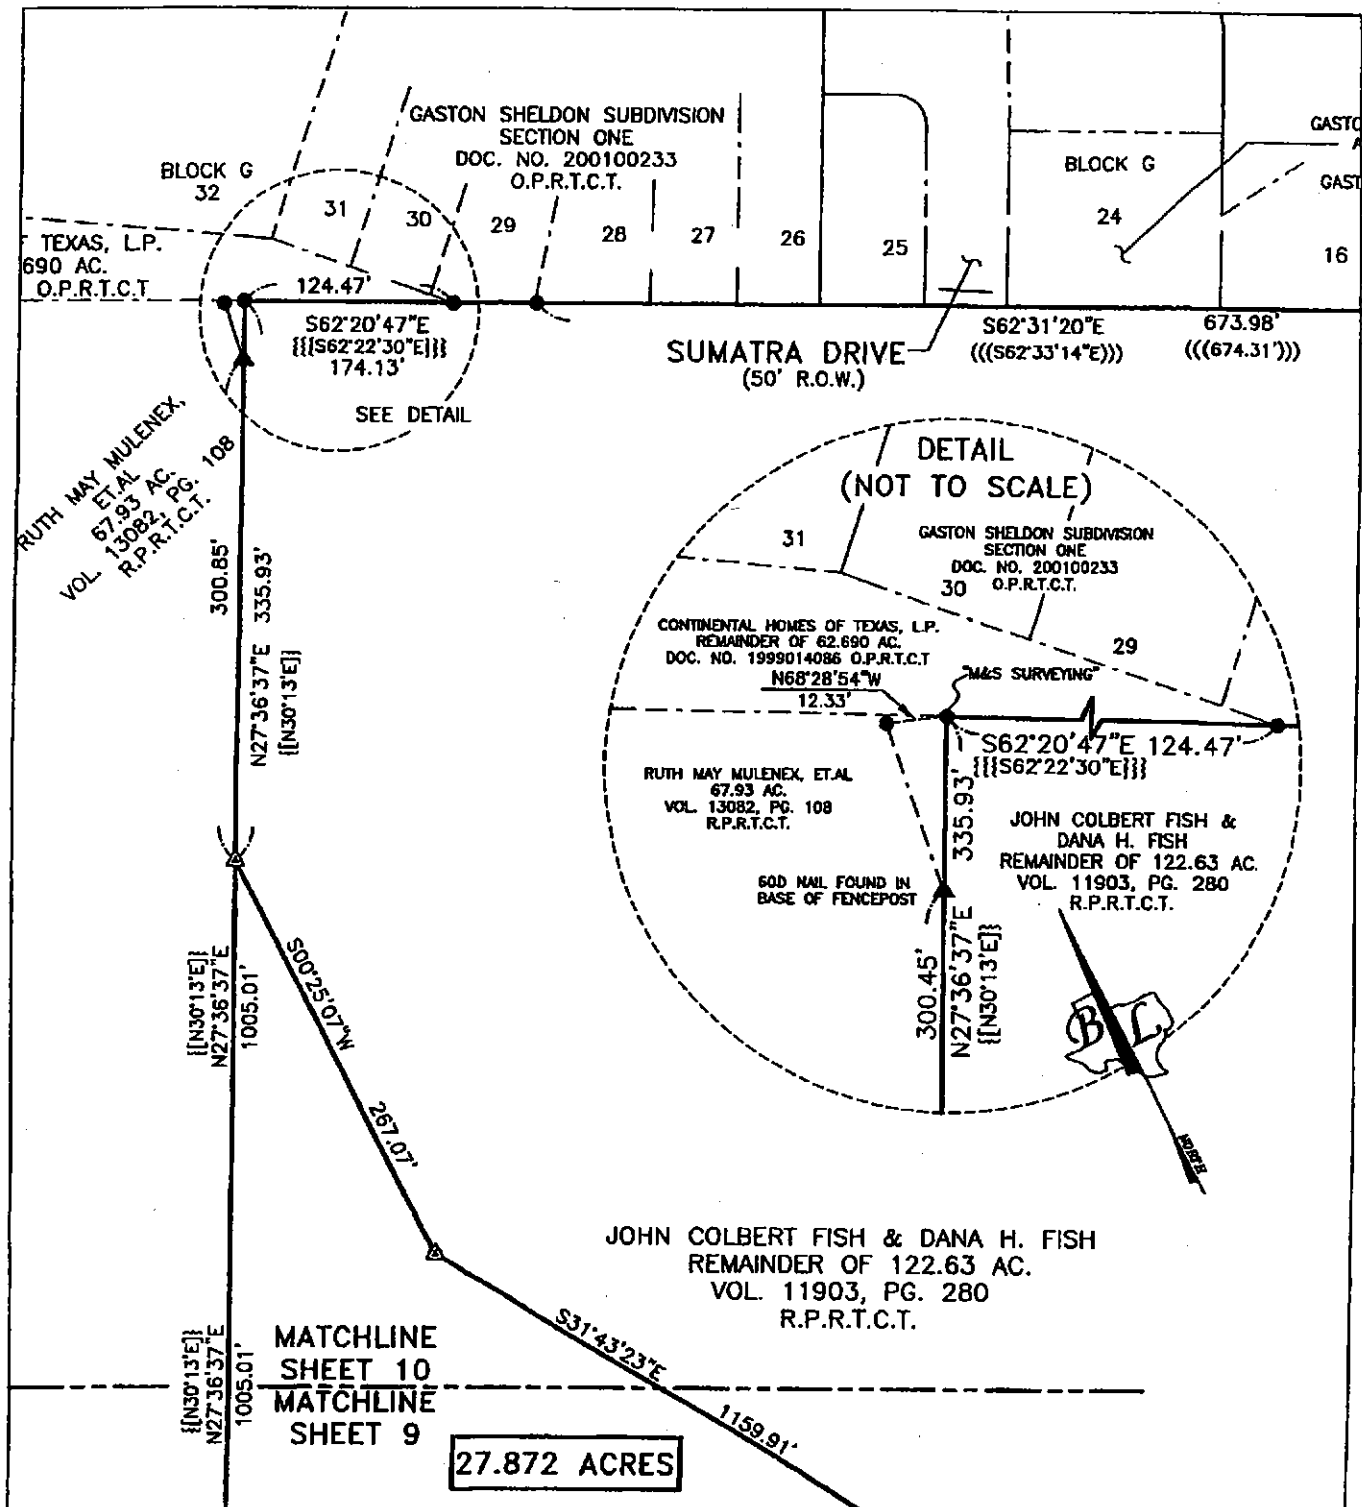 GASTON SHELDON SUBDIVISION
SECTION ONE
DOC. NO. 200100233
O.P.R.T.C.T.
BLOCK G
32
31
30
29
28
27
26
25
BLOCK G
24
16
GASTO
A
GAST
F TEXAS, L.P.
690 AC.
O.P.R.T.C.T
124.47'
S62°20'47"E
{{{S62°22'30"E}}}
174.13'
SEE DETAIL
SUMATRA DRIVE
(50' R.O.W.)
S62°31'20"E
(((S62°33'14"E)))
673.98'
(((674.31')))
RUTH MAY MULENEX,
ET.AL
67.93 AC.
VOL. 13082, PG. 108
R.P.R.T.C.T.
300.85'
N27°36'37"E 335.93'
{[N30°13'E]}
DETAIL
(NOT TO SCALE)
31
GASTON SHELDON SUBDIVISION
SECTION ONE
DOC. NO. 200100233
O.P.R.T.C.T.
30
29
CONTINENTAL HOMES OF TEXAS, L.P.
REMAINDER OF 62.690 AC.
DOC. NO. 1999014086 O.P.R.T.C.T
N68°28'54"W
12.33'
"M&S SURVEYING"
S62°20'47"E 124.47'
{{{S62°22'30"E}}}
RUTH MAY MULENEX, ET.AL
67.93 AC.
VOL. 13082, PG. 108
R.P.R.T.C.T.
60D NAIL FOUND IN
BASE OF FENCEPOST
335.93'
JOHN COLBERT FISH &
DANA H. FISH
REMAINDER OF 122.63 AC.
VOL. 11903, PG. 280
R.P.R.T.C.T.
300.45'
N27°36'37"E
{[N30°13'E]}
B L
NORTH
{[N30°13'E]}
N27°36'37"E
1005.01'
S00°25'07"W
267.07'
JOHN COLBERT FISH & DANA H. FISH
REMAINDER OF 122.63 AC.
VOL. 11903, PG. 280
R.P.R.T.C.T.
S31°43'23"E
1159.91'
{[N30°13'E]}
N27°36'37"E
1005.01'
MATCHLINE
SHEET 10
MATCHLINE
SHEET 9
27.872 ACRES